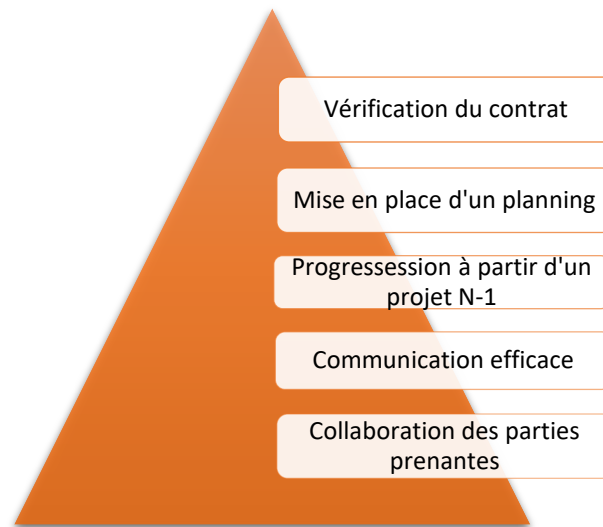 Vérification du contrat
Mise en place d'un planning
Progressession à partir d'un
projet N-1
Communication efficace
Collaboration des parties
prenantes